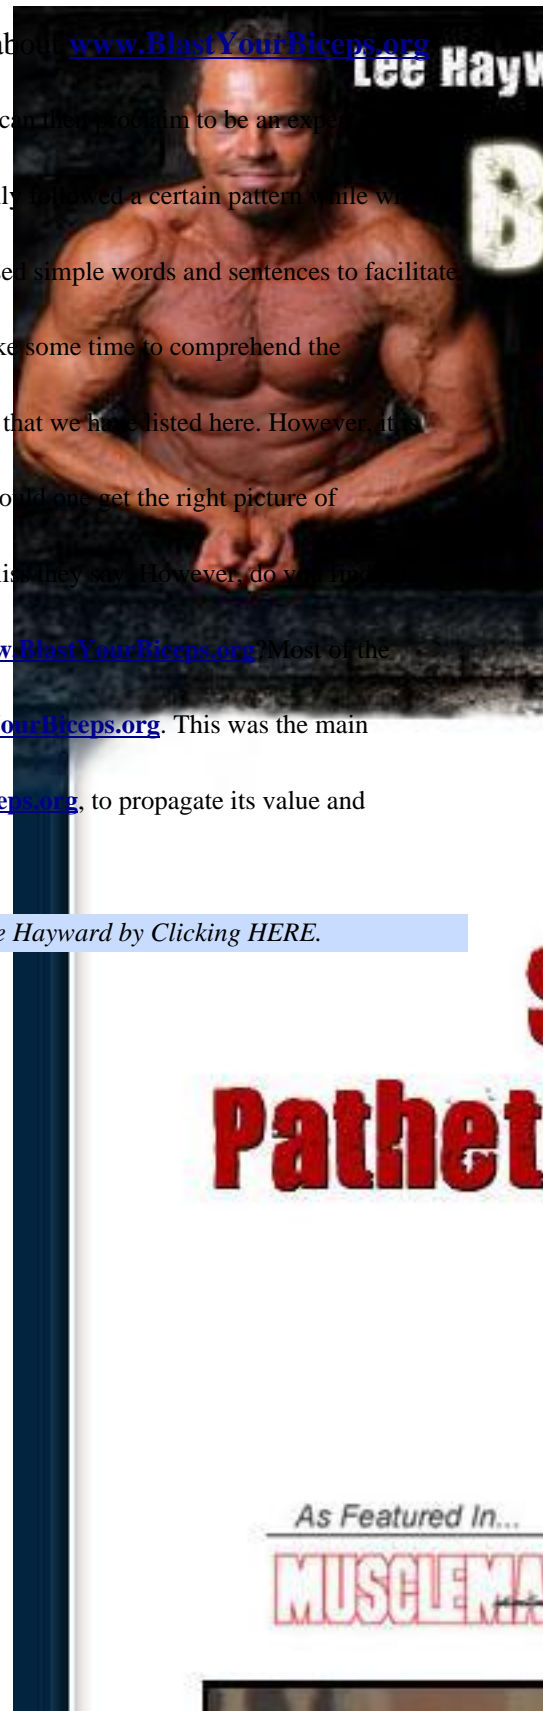 about www.BlastYourBiceps.org
Lee Hayw
can then proclaim to be an expert
B
ly followed a certain pattern while w
ed simple words and sentences to facilitate
ke some time to comprehend the
that we have listed here. However, it is
ould one get the right picture of
liss they say. However, do you find
w.BlastYourBiceps.org?Most of the
ourBiceps.org. This was the main
eps.org, to propagate its value and
e Hayward by Clicking HERE.
S
Pathet
As Featured In...
MUSCLEMA